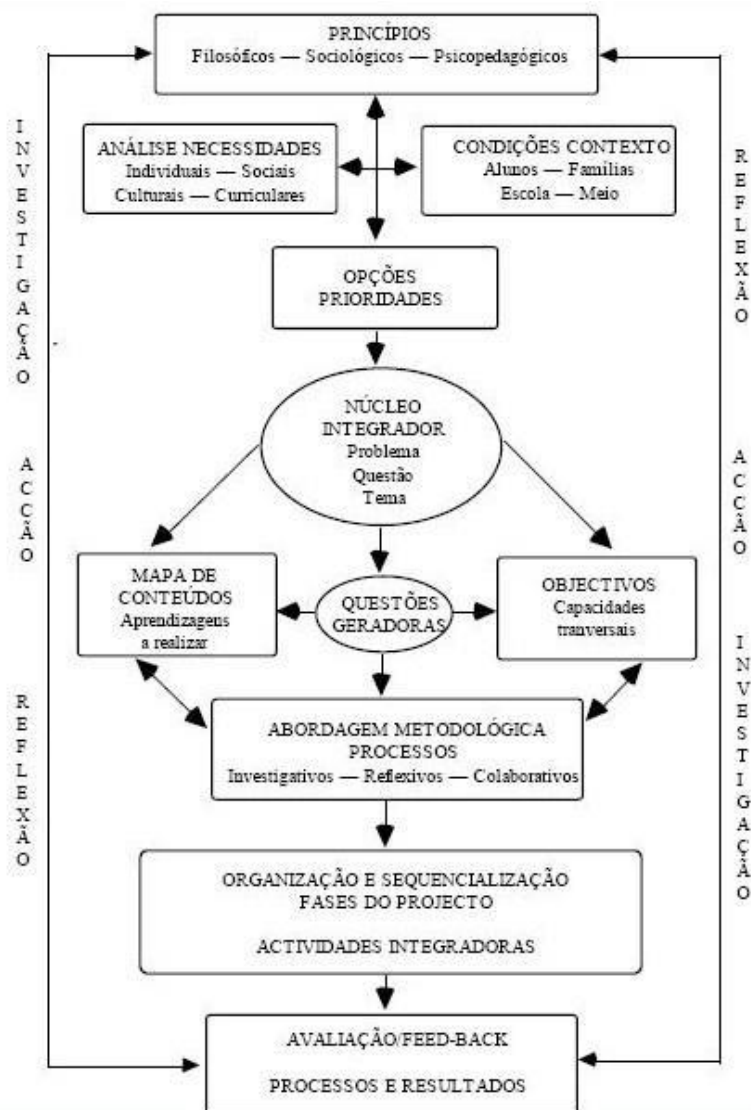 PRINCÍPIOS
Filosóficos — Sociológicos — Psicopedagógicos
INVESTIGAÇÃO
ANÁLISE NECESSIDADES
Individuais — Sociais
Culturais — Curriculares
CONDIÇÕES CONTEXTO
Alunos — Famílias
Escola — Meio
REFLEXÃO
OPÇÕES
PRIORIDADES
NÚCLEO
INTEGRADOR
Problema
Questão
Tema
ACÇÃO
ACÇÃO
MAPA DE
CONTEÚDOS
Aprendizagens
a realizar
QUESTÕES
GERADORAS
OBJECTIVOS
Capacidades
tranversais
REFLEXÃO
INVESTIGAÇÃO
ABORDAGEM METODOLÓGICA
PROCESSOS
Investigativos — Reflexivos — Colaborativos
ORGANIZAÇÃO E SEQUENCIALIZAÇÃO
FASES DO PROJECTO
ACTIVIDADES INTEGRADORAS
AVALIAÇÃO/FEED-BACK
PROCESSOS E RESULTADOS